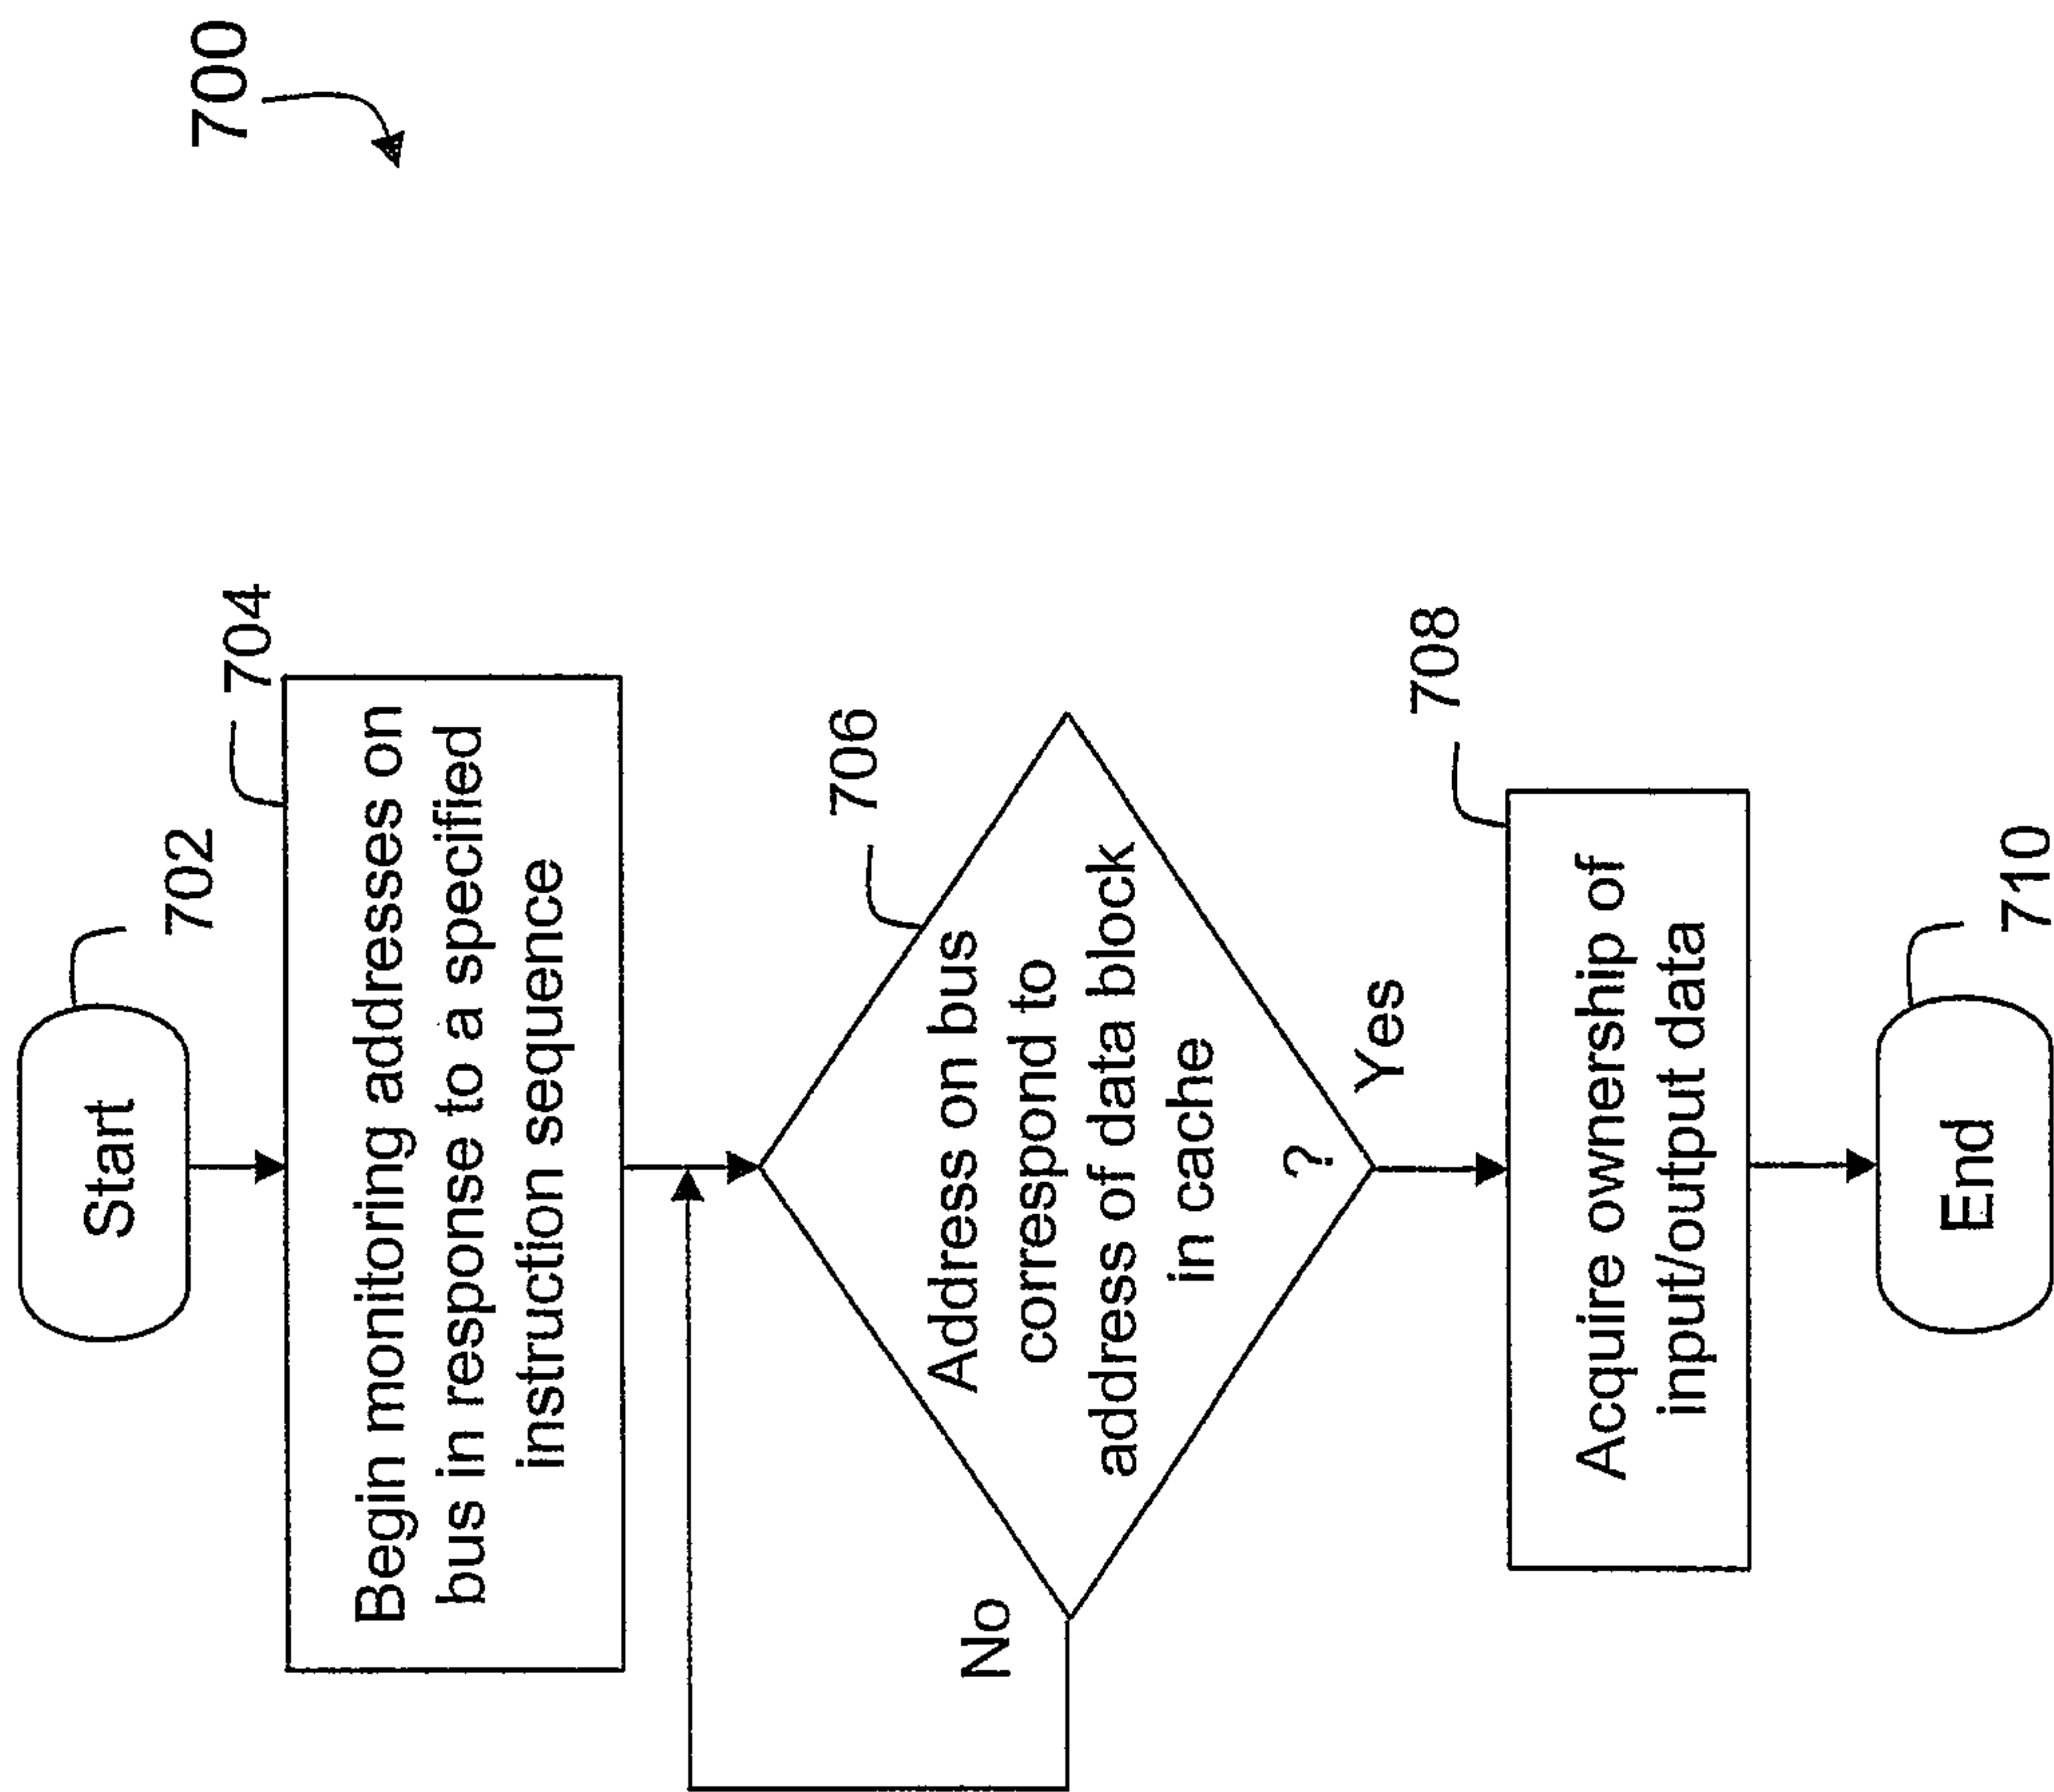 700
Start
702
704
Begin monitoring addresses on
bus in response to a specified
instruction sequence
706
Address on bus
correspond to
address of data block
in cache
?
No
Yes
708
Acquire ownership of
input/output data
End
710